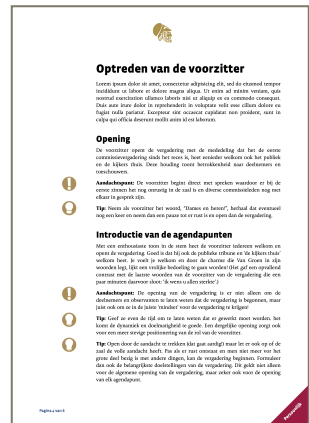 Optreden van de voorzitter
Lorem ipsum dolor sit amet, consectetur adipisicing elit, sed do eiusmod tempor
incididunt ut labore et dolore magna aliqua. Ut enim ad minim veniam, quis
nostrud exercitation ullamco laboris nisi ut aliquip ex ea commodo consequat.
Duis aute irure dolor in reprehenderit in voluptate velit esse cillum dolore eu
fugiat nulla pariatur. Excepteur sint occaecat cupidatat non proident, sunt in
culpa qui officia deserunt mollit anim id est laborum.
Opening
De voorzitter opent de vergadering met de mededeling dat het de eerste
commissievergadering sinds het reces is, heet eenieder welkom ook het publiek
en de kijkers thuis. Deze houding toont betrokkenheid naar deelnemers en
toeschouwers.
Aandachtspunt: De voorzitter begint direct met spreken waardoor er bij de
eerste zinnen het nog onrustig in de zaal is en diverse commissieleden nog met
elkaar in gesprek zijn.
Tip: Neem als voorzitter het woord, "Dames en heren!", herhaal dat eventueel
nog een keer en neem dan een pauze tot er rust is en open dan de vergadering.
Introductie van de agendapunten
Met een enthousiaste toon in de stem heet de voorzitter iedereen welkom en
opent de vergadering. Goed is dat hij ook de publieke tribune en 'de kijkers thuis'
welkom heet. Je voelt je welkom en door de charme die Van Groen in zijn
woorden legt, lijkt een vrolijke bedoeling te gaan worden! (Het gaf een opvallend
contrast met de laatste woorden van de voorzitter van de vergadering die een
paar minuten daarvoor sloot: 'ik wens u allen sterkte'.)
Aandachtspunt: De opening van de vergadering is er niet alleen om de
deelnemers en observanten te laten weten dat de vergadering is begonnen, maar
juist ook om ze in de juiste 'mindset' voor de vergadering te krijgen!
Tip: Geef ze even de tijd om te laten weten dat er gewerkt moet worden, het
komt de dynamiek en doelmatigheid te goede. Een dergelijke opening zorgt ook
voor een meer stevige positionering van de rol van de voorzitter.
Tip: Open door de aandacht te trekken (dat gaat aardig!) maar let er ook op of de
zaal de volle aandacht heeft. Pas als er rust ontstaat en men niet meer voor het
grote deel bezig is met andere dingen, kan de vergadering beginnen. Formuleer
dan ook de belangrijkste doelstellingen van de vergadering. Dit geldt niet alleen
voor de algemene opening van de vergadering, maar zeker ook voor de opening
van elk agendapunt.
Pagina 4 van 6
Persoonlijk